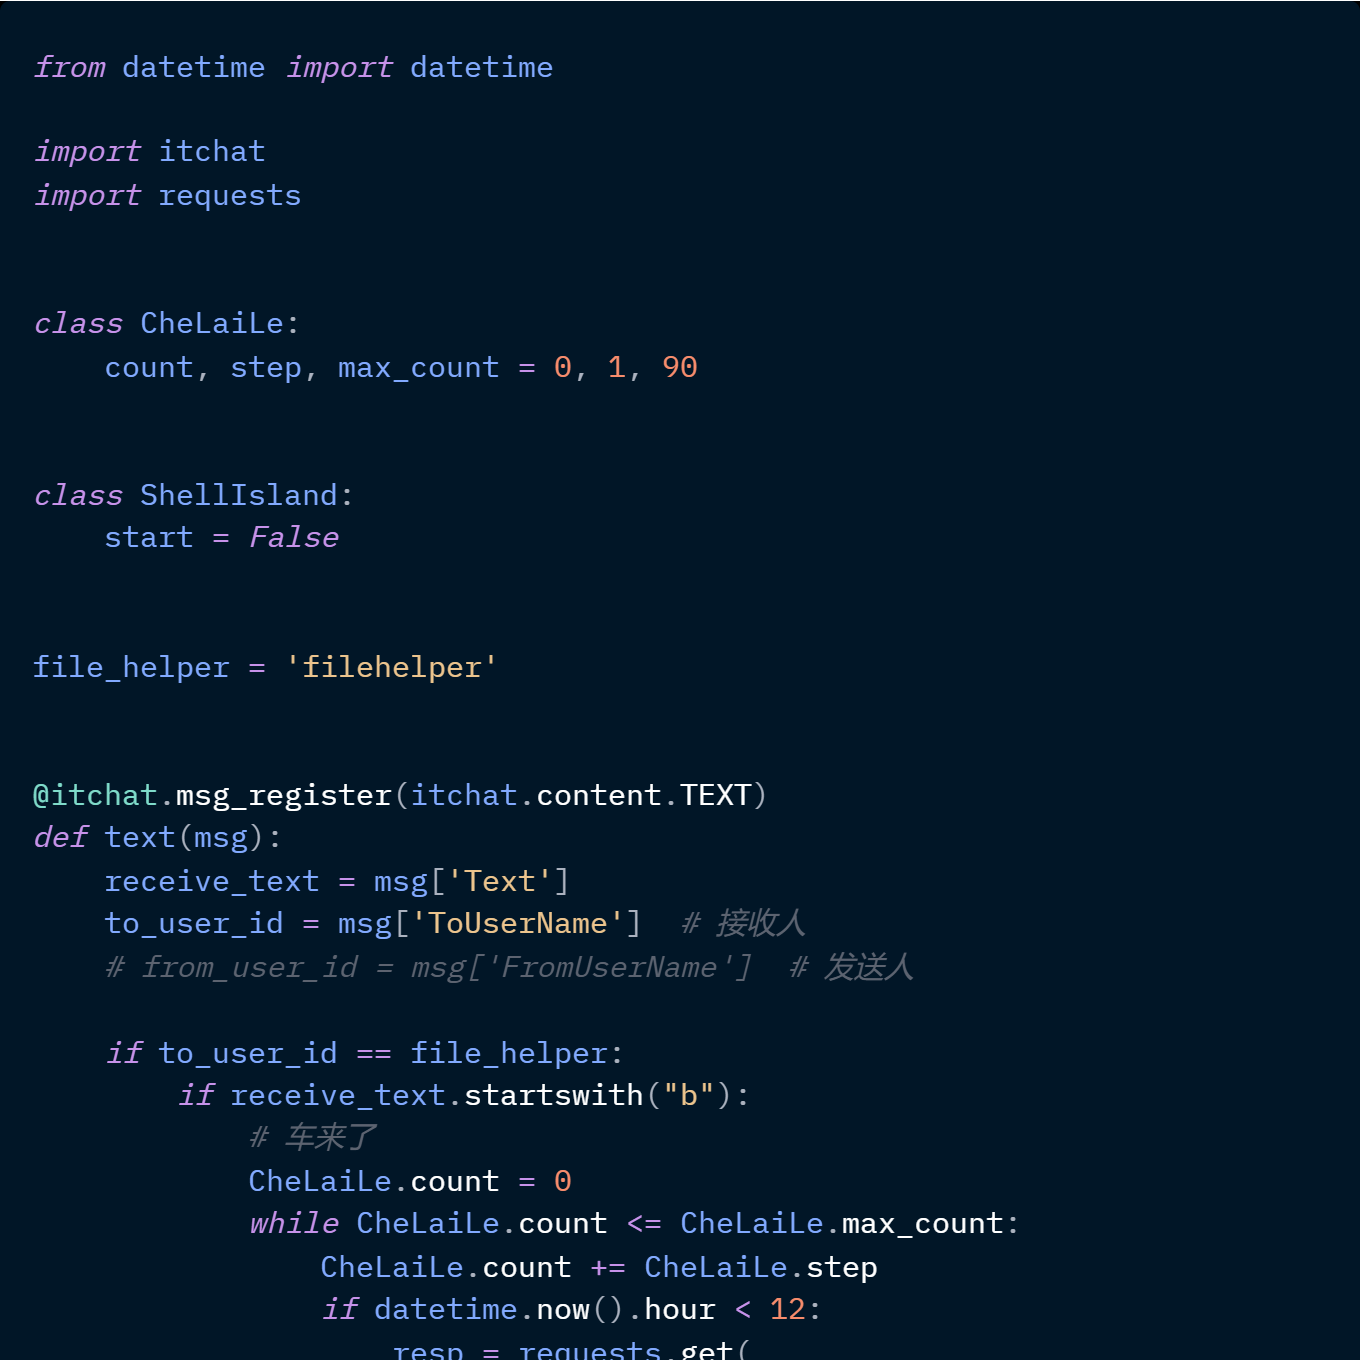 from datetime import datetime
import itchat
import requests
class CheLaiLe:
    count, step, max_count = 0, 1, 90
class ShellIsland:
    start = False
file_helper = 'filehelper'
@itchat.msg_register(itchat.content.TEXT)
def text(msg):
    receive_text = msg['Text']
    to_user_id = msg['ToUserName']  # 接收人
    # from_user_id = msg['FromUserName']  # 发送人
    if to_user_id == file_helper:
        if receive_text.startswith("b"):
            # 车来了
            CheLaiLe.count = 0
            while CheLaiLe.count <= CheLaiLe.max_count:
                CheLaiLe.count += CheLaiLe.step
                if datetime.now().hour < 12:
                    resp = requests.get(